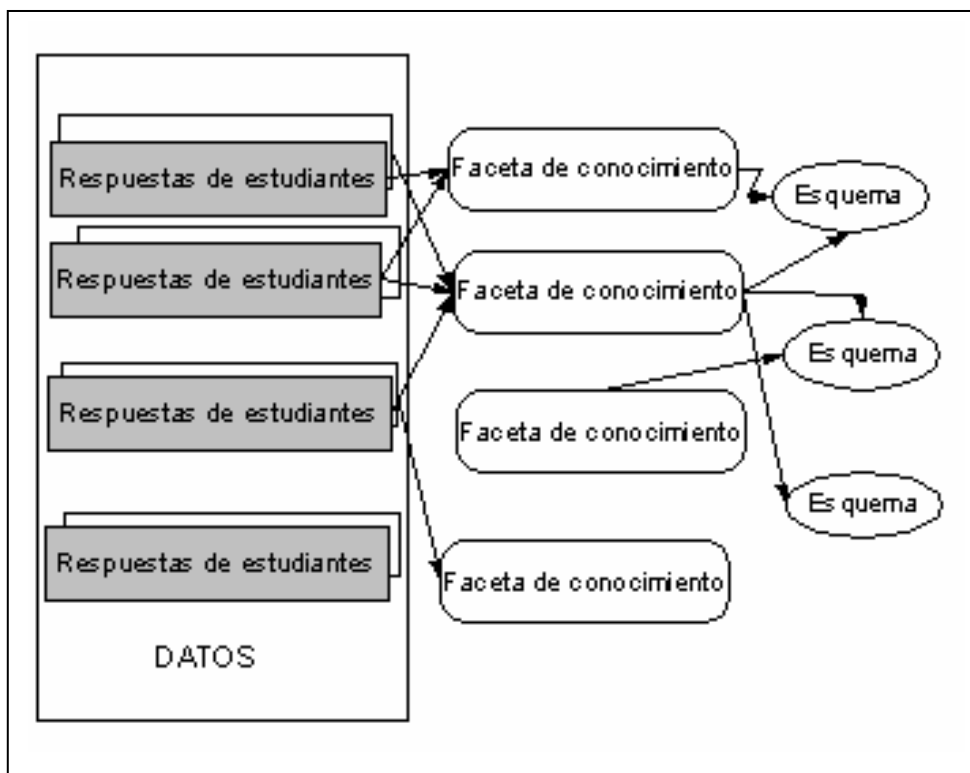 Respuestas de estudiantes
Respuestas de estudiantes
Respuestas de estudiantes
Respuestas de estudiantes
DATOS
Faceta de conocimiento
Faceta de conocimiento
Faceta de conocimiento
Faceta de conocimiento
Esquema
Esquema
Esquema